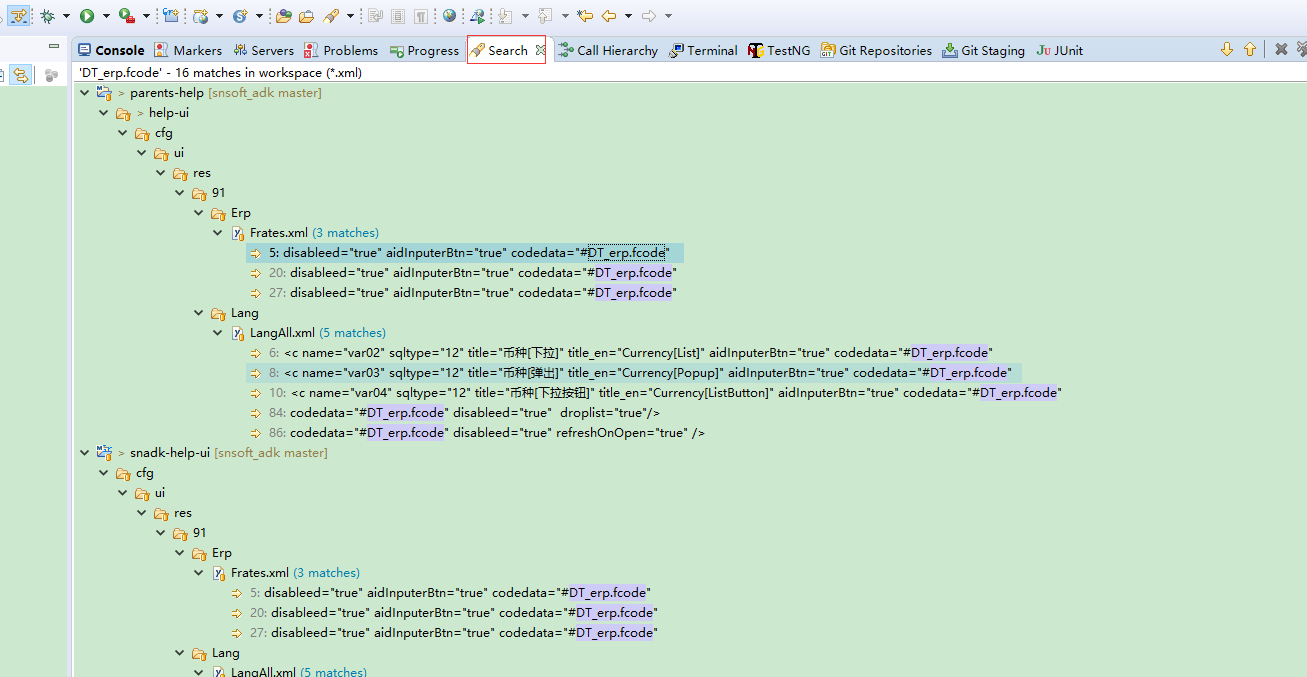 Console Markers Servers Problems Progress Search Call Hierarchy Terminal TestNG Git Repositories Git Staging Ju JUnit
'DT_erp.fcode' - 16 matches in workspace (*.xml)
> parents-help [snsoft_adk master]
> help-ui
cfg
ui
res
91
Erp
Frates.xml (3 matches)
5: disableed="true" aidInputerBtn="true" codedata="#DT_erp.fcode"
20: disableed="true" aidInputerBtn="true" codedata="#DT_erp.fcode"
27: disableed="true" aidInputerBtn="true" codedata="#DT_erp.fcode"
Lang
LangAll.xml (5 matches)
6: <c name="var02" sqltype="12" title="币种[下拉]" title_en="Currency[List]" aidInputerBtn="true" codedata="#DT_erp.fcode"
8: <c name="var03" sqltype="12" title="币种[弹出]" title_en="Currency[Popup]" aidInputerBtn="true" codedata="#DT_erp.fcode"
10: <c name="var04" sqltype="12" title="币种[下拉按钮]" title_en="Currency[ListButton]" aidInputerBtn="true" codedata="#DT_erp.fcode"
84: codedata="#DT_erp.fcode" disableed="true"  droplist="true"/>
86: codedata="#DT_erp.fcode" disableed="true" refreshOnOpen="true" />
> snadk-help-ui [snsoft_adk master]
cfg
ui
res
91
Erp
Frates.xml (3 matches)
5: disableed="true" aidInputerBtn="true" codedata="#DT_erp.fcode"
20: disableed="true" aidInputerBtn="true" codedata="#DT_erp.fcode"
27: disableed="true" aidInputerBtn="true" codedata="#DT_erp.fcode"
Lang
LangAll.xml (5 matches)